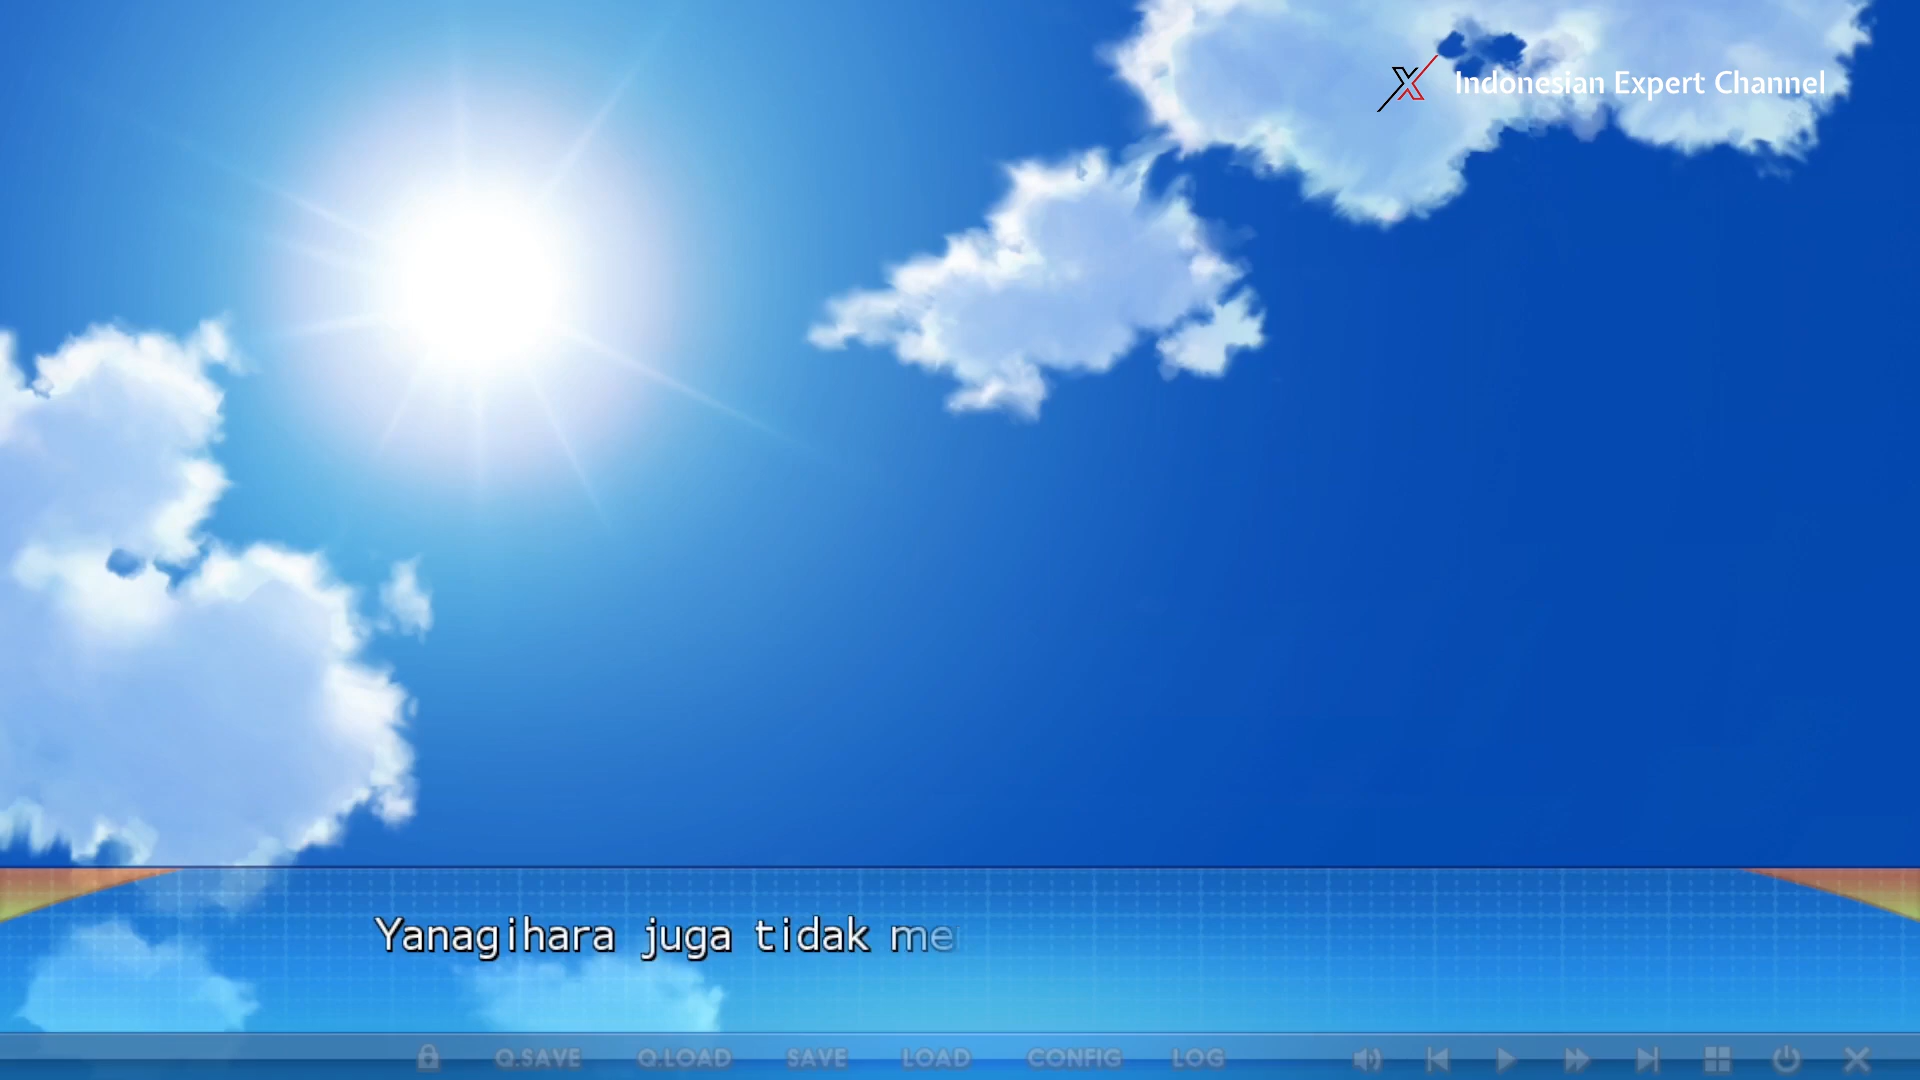 Indonesian Expert Channel
Yanagihara juga tidak me
Q.SAVE Q.LOAD SAVE LOAD CONFIG LOG